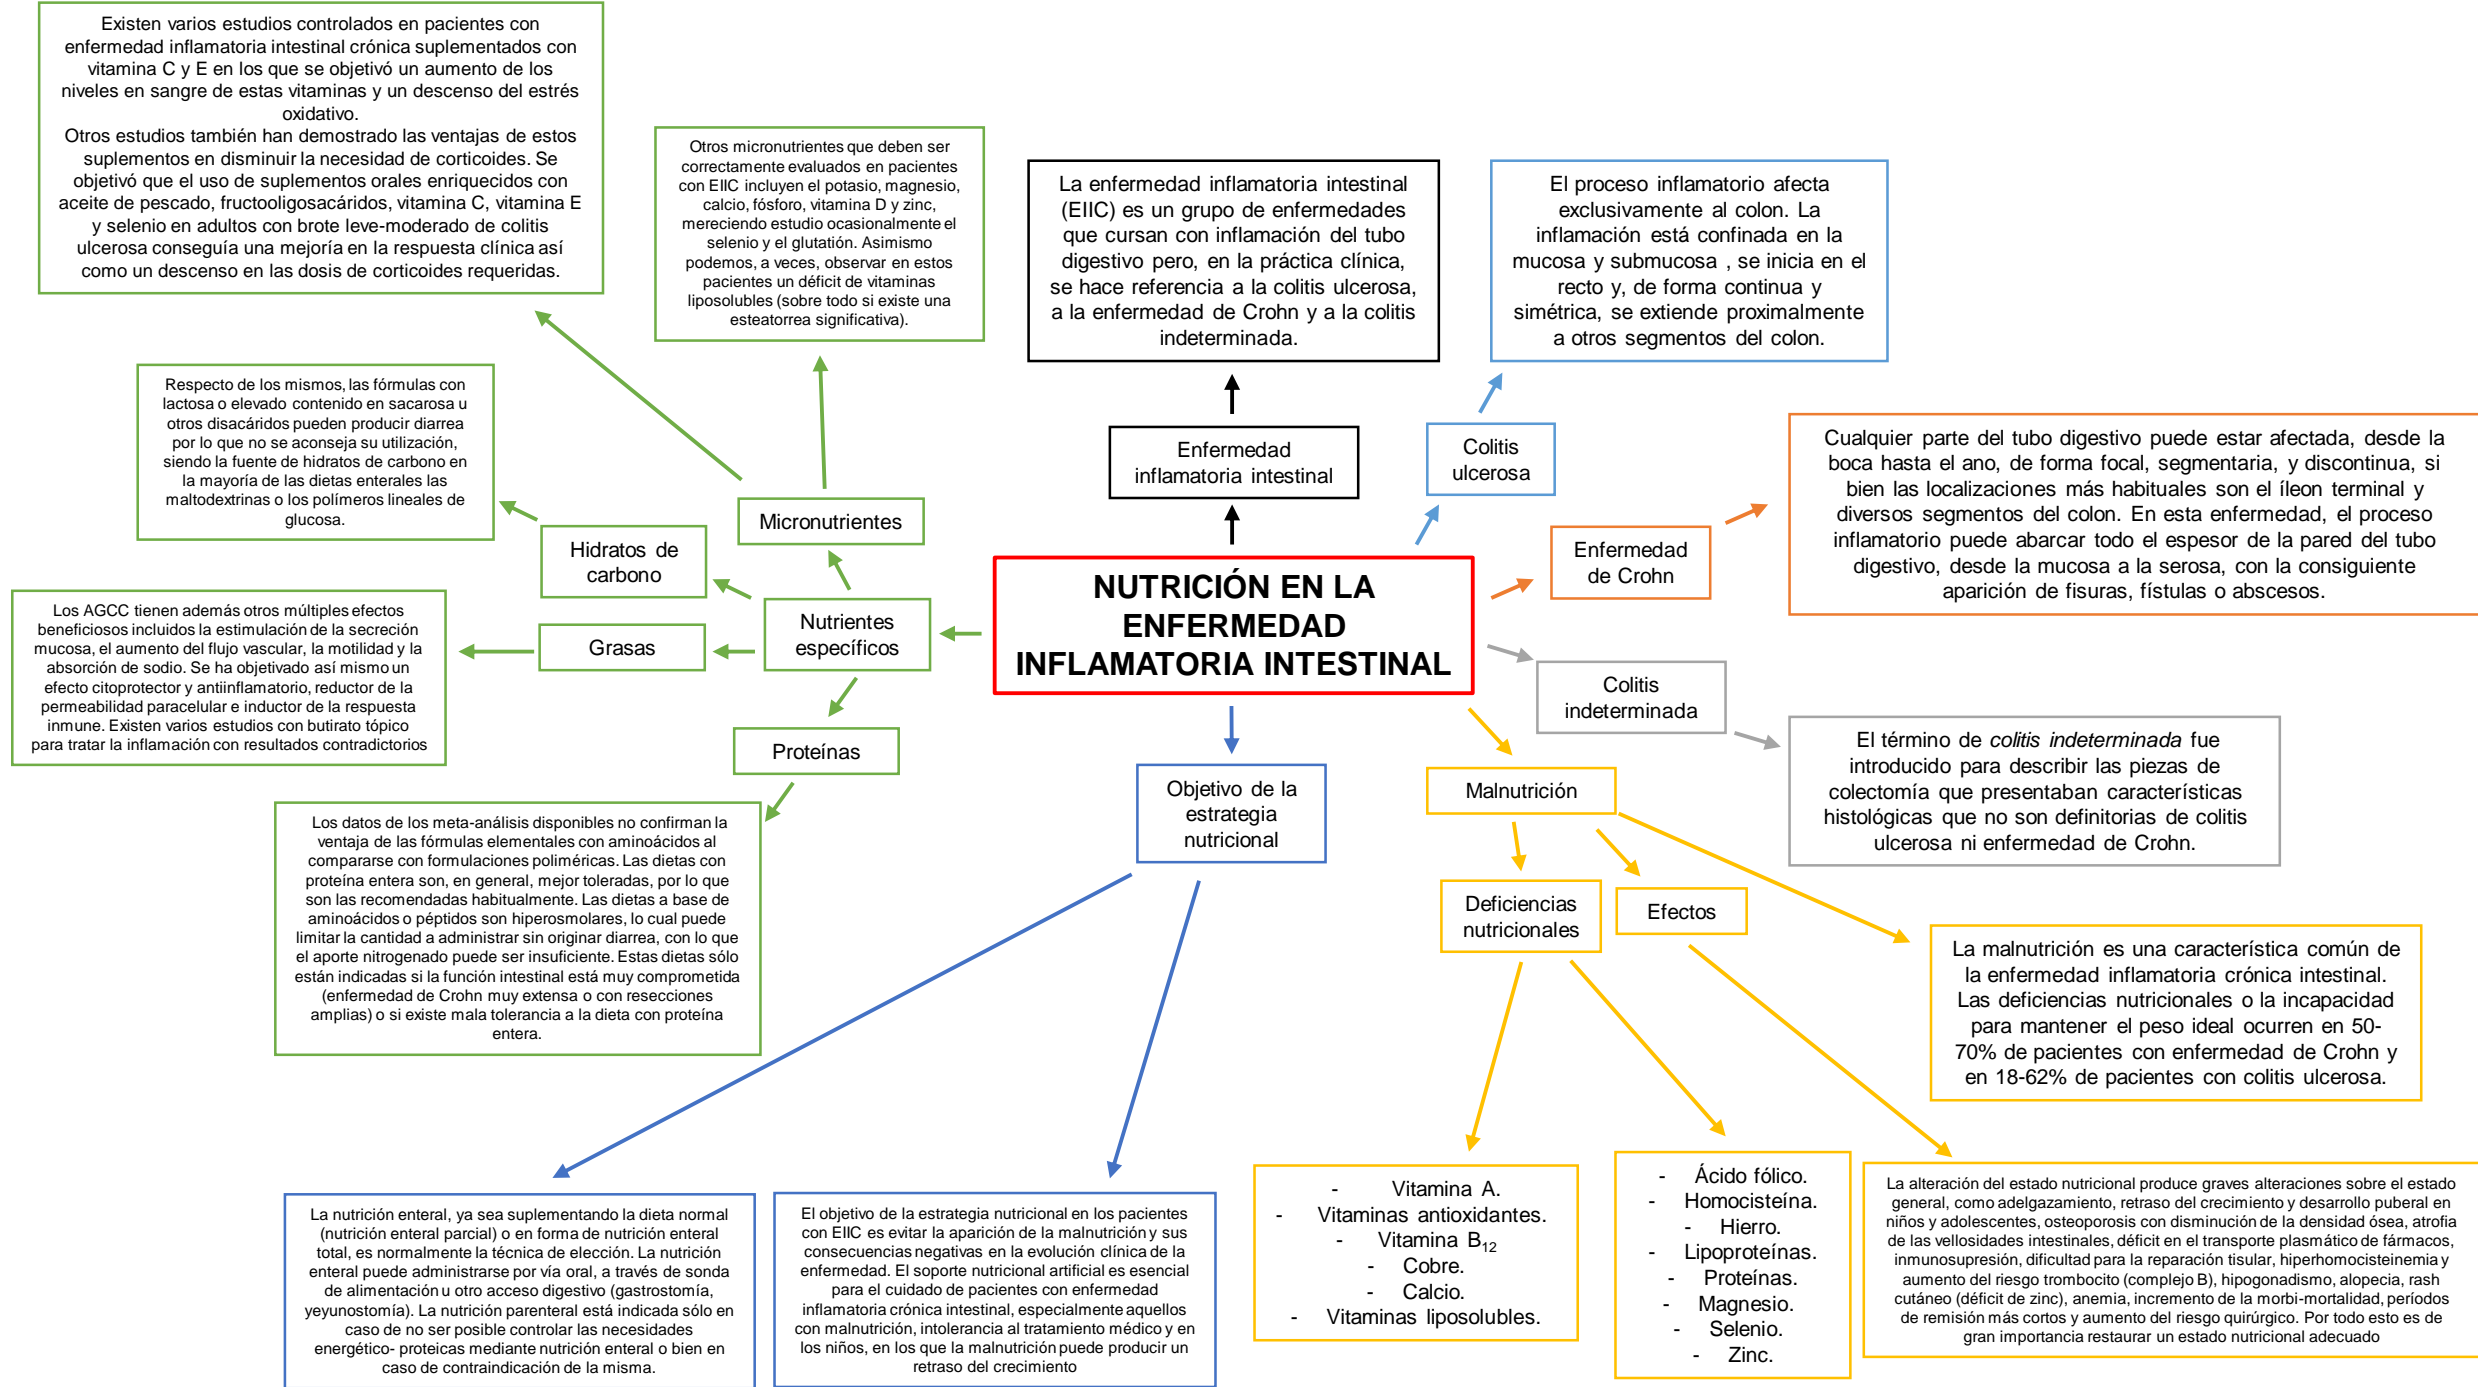 Existen varios estudios controlados en pacientes con
enfermedad inflamatoria intestinal crónica suplementados con
vitamina C y E en los que se objetivó un aumento de los
niveles en sangre de estas vitaminas y un descenso del estrés
oxidativo.
Otros estudios también han demostrado las ventajas de estos
suplementos en disminuir la necesidad de corticoides. Se
objetivó que el uso de suplementos orales enriquecidos con
aceite de pescado, fructooligosacáridos, vitamina C, vitamina E
y selenio en adultos con brote leve-moderado de colitis
ulcerosa conseguía una mejoría en la respuesta clínica así
como un descenso en las dosis de corticoides requeridas.
Otros micronutrientes que deben ser
correctamente evaluados en pacientes
con EIIC incluyen el potasio, magnesio,
calcio, fósforo, vitamina D y zinc,
mereciendo estudio ocasionalmente el
selenio y el glutatión. Asimismo
podemos, a veces, observar en estos
pacientes un déficit de vitaminas
liposolubles (sobre todo si existe una
esteatorrea significativa).
La enfermedad inflamatoria intestinal
(EIIC) es un grupo de enfermedades
que cursan con inflamación del tubo
digestivo pero, en la práctica clínica,
se hace referencia a la colitis ulcerosa,
a la enfermedad de Crohn y a la colitis
indeterminada.
El proceso inflamatorio afecta
exclusivamente al colon. La
inflamación está confinada en la
mucosa y submucosa , se inicia en el
recto y, de forma continua y
simétrica, se extiende proximalmente
a otros segmentos del colon.
Respecto de los mismos, las fórmulas con
lactosa o elevado contenido en sacarosa u
otros disacáridos pueden producir diarrea
por lo que no se aconseja su utilización,
siendo la fuente de hidratos de carbono en
la mayoría de las dietas enterales las
maltodextrinas o los polímeros lineales de
glucosa.
Enfermedad
inflamatoria intestinal
Colitis
ulcerosa
Cualquier parte del tubo digestivo puede estar afectada, desde la
boca hasta el ano, de forma focal, segmentaria, y discontinua, si
bien las localizaciones más habituales son el íleon terminal y
diversos segmentos del colon. En esta enfermedad, el proceso
inflamatorio puede abarcar todo el espesor de la pared del tubo
digestivo, desde la mucosa a la serosa, con la consiguiente
aparición de fisuras, fístulas o abscesos.
Micronutrientes
Hidratos de
carbono
Enfermedad
de Crohn
NUTRICIÓN EN LA
ENFERMEDAD
INFLAMATORIA INTESTINAL
Los AGCC tienen además otros múltiples efectos
beneficiosos incluidos la estimulación de la secreción
mucosa, el aumento del flujo vascular, la motilidad y la
absorción de sodio. Se ha objetivado así mismo un
efecto citoprotector y antiinflamatorio, reductor de la
permeabilidad paracelular e inductor de la respuesta
inmune. Existen varios estudios con butirato tópico
para tratar la inflamación con resultados contradictorios
Grasas
Nutrientes
específicos
Colitis
indeterminada
Proteínas
El término de colitis indeterminada fue
introducido para describir las piezas de
colectomía que presentaban características
histológicas que no son definitorias de colitis
ulcerosa ni enfermedad de Crohn.
Objetivo de la
estrategia
nutricional
Malnutrición
Los datos de los meta-análisis disponibles no confirman la
ventaja de las fórmulas elementales con aminoácidos al
compararse con formulaciones poliméricas. Las dietas con
proteína entera son, en general, mejor toleradas, por lo que
son las recomendadas habitualmente. Las dietas a base de
aminoácidos o péptidos son hiperosmolares, lo cual puede
limitar la cantidad a administrar sin originar diarrea, con lo que
el aporte nitrogenado puede ser insuficiente. Estas dietas sólo
están indicadas si la función intestinal está muy comprometida
(enfermedad de Crohn muy extensa o con resecciones
amplias) o si existe mala tolerancia a la dieta con proteína
entera.
Deficiencias
nutricionales
Efectos
La malnutrición es una característica común de
la enfermedad inflamatoria crónica intestinal.
Las deficiencias nutricionales o la incapacidad
para mantener el peso ideal ocurren en 50-
70% de pacientes con enfermedad de Crohn y
en 18-62% de pacientes con colitis ulcerosa.
La nutrición enteral, ya sea suplementando la dieta normal
(nutrición enteral parcial) o en forma de nutrición enteral
total, es normalmente la técnica de elección. La nutrición
enteral puede administrarse por vía oral, a través de sonda
de alimentación u otro acceso digestivo (gastrostomía,
yeyunostomía). La nutrición parenteral está indicada sólo en
caso de no ser posible controlar las necesidades
energético- proteicas mediante nutrición enteral o bien en
caso de contraindicación de la misma.
El objetivo de la estrategia nutricional en los pacientes
con EIIC es evitar la aparición de la malnutrición y sus
consecuencias negativas en la evolución clínica de la
enfermedad. El soporte nutricional artificial es esencial
para el cuidado de pacientes con enfermedad
inflamatoria crónica intestinal, especialmente aquellos
con malnutrición, intolerancia al tratamiento médico y en
los niños, en los que la malnutrición puede producir un
retraso del crecimiento
- Vitamina A.
- Vitaminas antioxidantes.
- Vitamina B₁₂
- Cobre.
- Calcio.
- Vitaminas liposolubles.
- Ácido fólico.
- Homocisteína.
- Hierro.
- Lipoproteínas.
- Proteínas.
- Magnesio.
- Selenio.
- Zinc.
La alteración del estado nutricional produce graves alteraciones sobre el estado
general, como adelgazamiento, retraso del crecimiento y desarrollo puberal en
niños y adolescentes, osteoporosis con disminución de la densidad ósea, atrofia
de las vellosidades intestinales, déficit en el transporte plasmático de fármacos,
inmunosupresión, dificultad para la reparación tisular, hiperhomocisteinemia y
aumento del riesgo trombocito (complejo B), hipogonadismo, alopecia, rash
cutáneo (déficit de zinc), anemia, incremento de la morbi-mortalidad, períodos
de remisión más cortos y aumento del riesgo quirúrgico. Por todo esto es de
gran importancia restaurar un estado nutricional adecuado